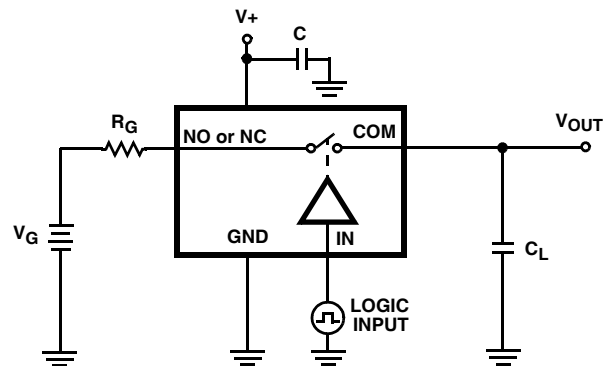 V+
C
RG
NO or NC
COM
VOUT
VG
GND
IN
CL
LOGIC
INPUT